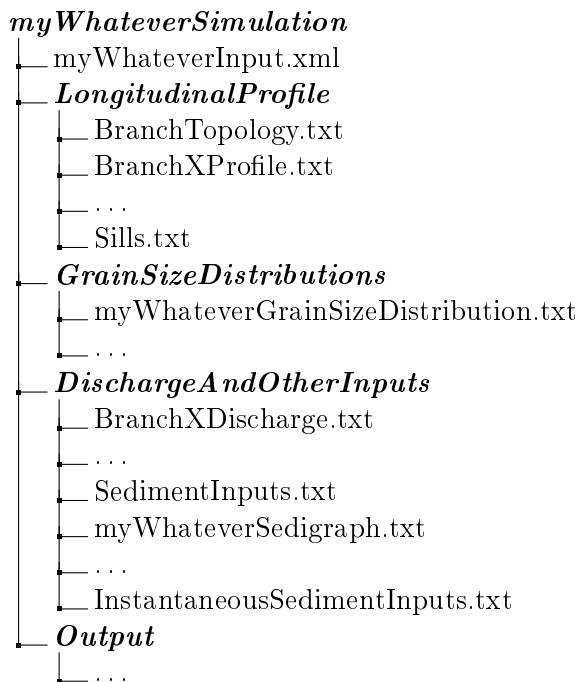 myWhateverSimulation
myWhateverInput.xml
LongitudinalProfile
BranchTopology.txt
BranchXProfile.txt
. . .
Sills.txt
GrainSizeDistributions
myWhateverGrainSizeDistribution.txt
. . .
DischargeAndOtherInputs
BranchXDischarge.txt
. . .
SedimentInputs.txt
myWhateverSedigraph.txt
. . .
InstantaneousSedimentInputs.txt
Output
. . .